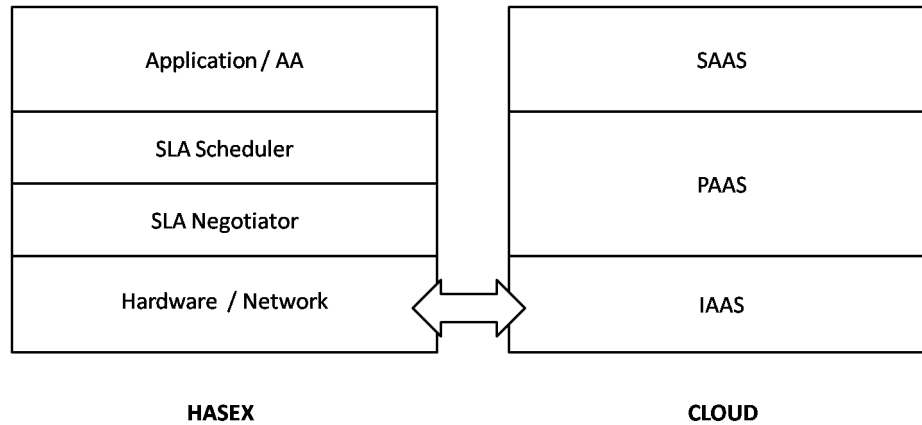 Application / AA
SLA Scheduler
SLA Negotiator
Hardware / Network
HASEX
SAAS
PAAS
IAAS
CLOUD